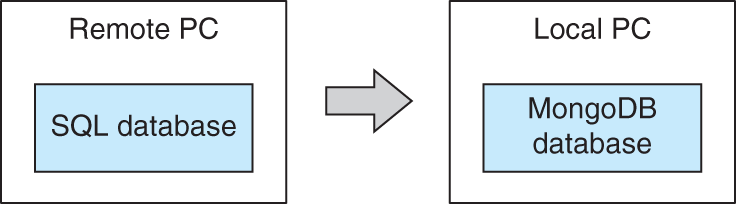 Remote PC
SQL database
Local PC
MongoDB
database